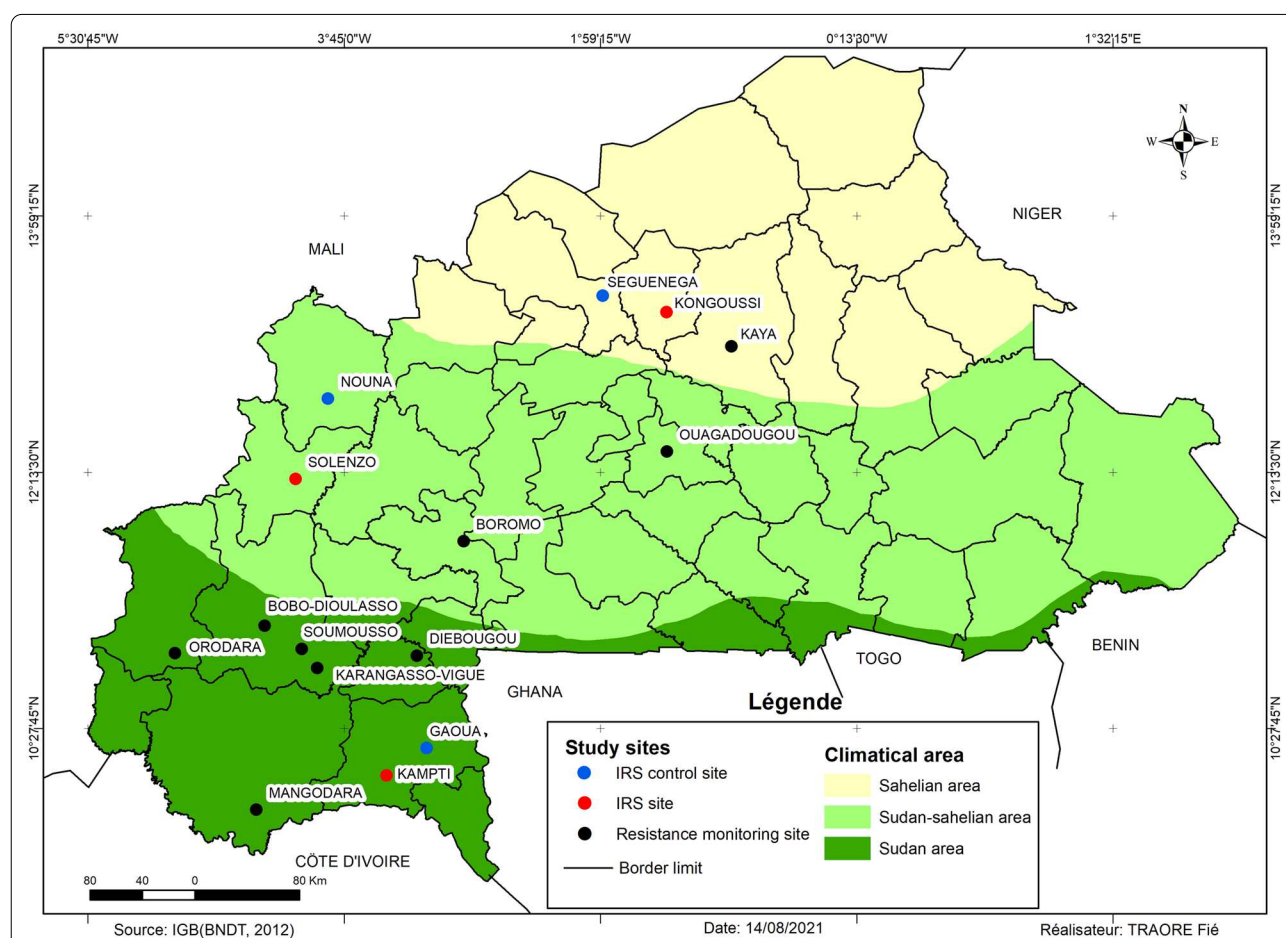 5°30'45"W 3°45'0"W 1°59'15"W 0°13'30"W 1°32'15"E
N
W E
S
13°59'15"N 13°59'15"N
NIGER
MALI
SEGUENEGA
KONGOUSSI
KAYA
NOUNA
OUAGADOUGOU
SOLENZO
12°13'30"N 12°13'30"N
BOROMO
BOBO-DIOULASSO
SOUMOUSSO
DIEBOUGOU
ORODARA
KARANGASSO-VIGUE
BENIN
TOGO
GHANA
10°27'45"N 10°27'45"N
GAOUA
KAMPTI
MANGODARA
CÖTE D'IVOIRE
Légende
Study sites
IRS control site
IRS site
Resistance monitoring site
Border limit
Climatical area
Sahelian area
Sudan-sahelian area
Sudan area
80 40 0 80 Km
Source: IGB(BNDT, 2012) Date: 14/08/2021 Réalisateur: TRAORE Fié